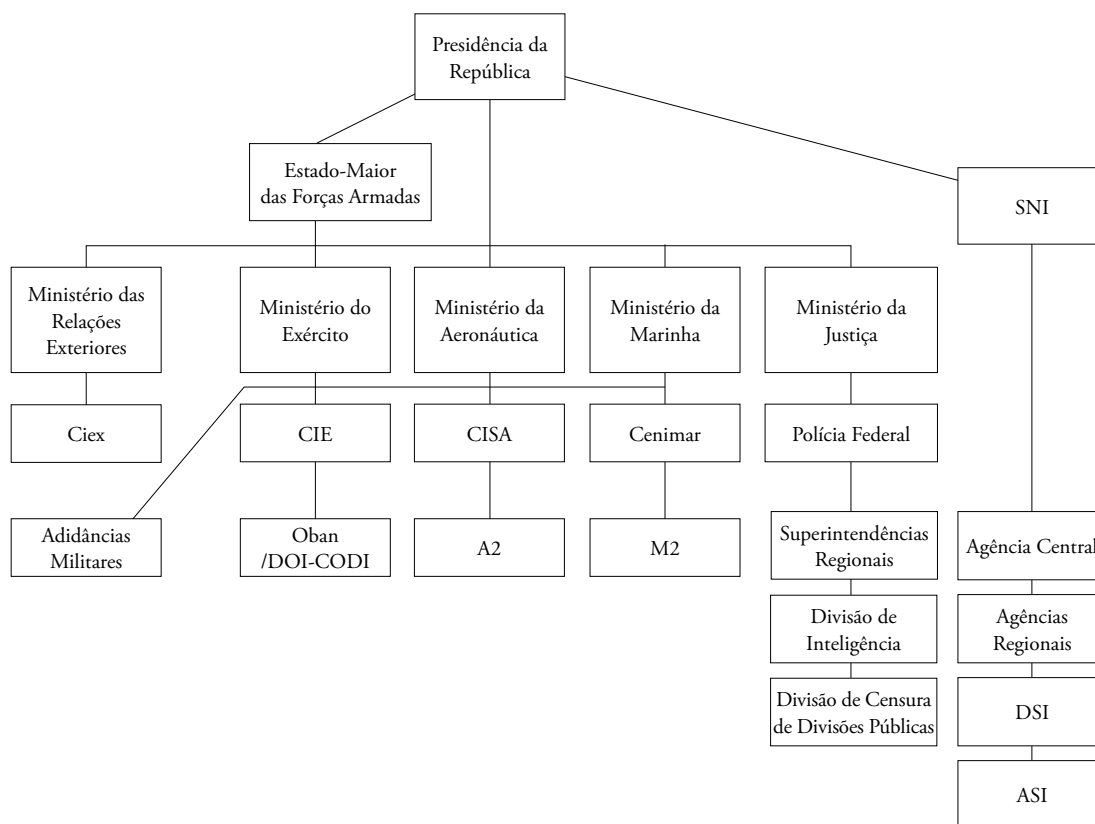 Presidência da
República
Estado-Maior
das Forças Armadas
SNI
Ministério das
Relações
Exteriores
Ministério do
Exército
Ministério da
Aeronáutica
Ministério da
Marinha
Ministério da
Justiça
Ciex
CIE
CISA
Cenimar
Polícia Federal
Adidâncias
Militares
Oban
/DOI-CODI
A2
M2
Superintendências
Regionais
Agência Central
Divisão de
Inteligência
Agências
Regionais
Divisão de Censura
de Divisões Públicas
DSI
ASI